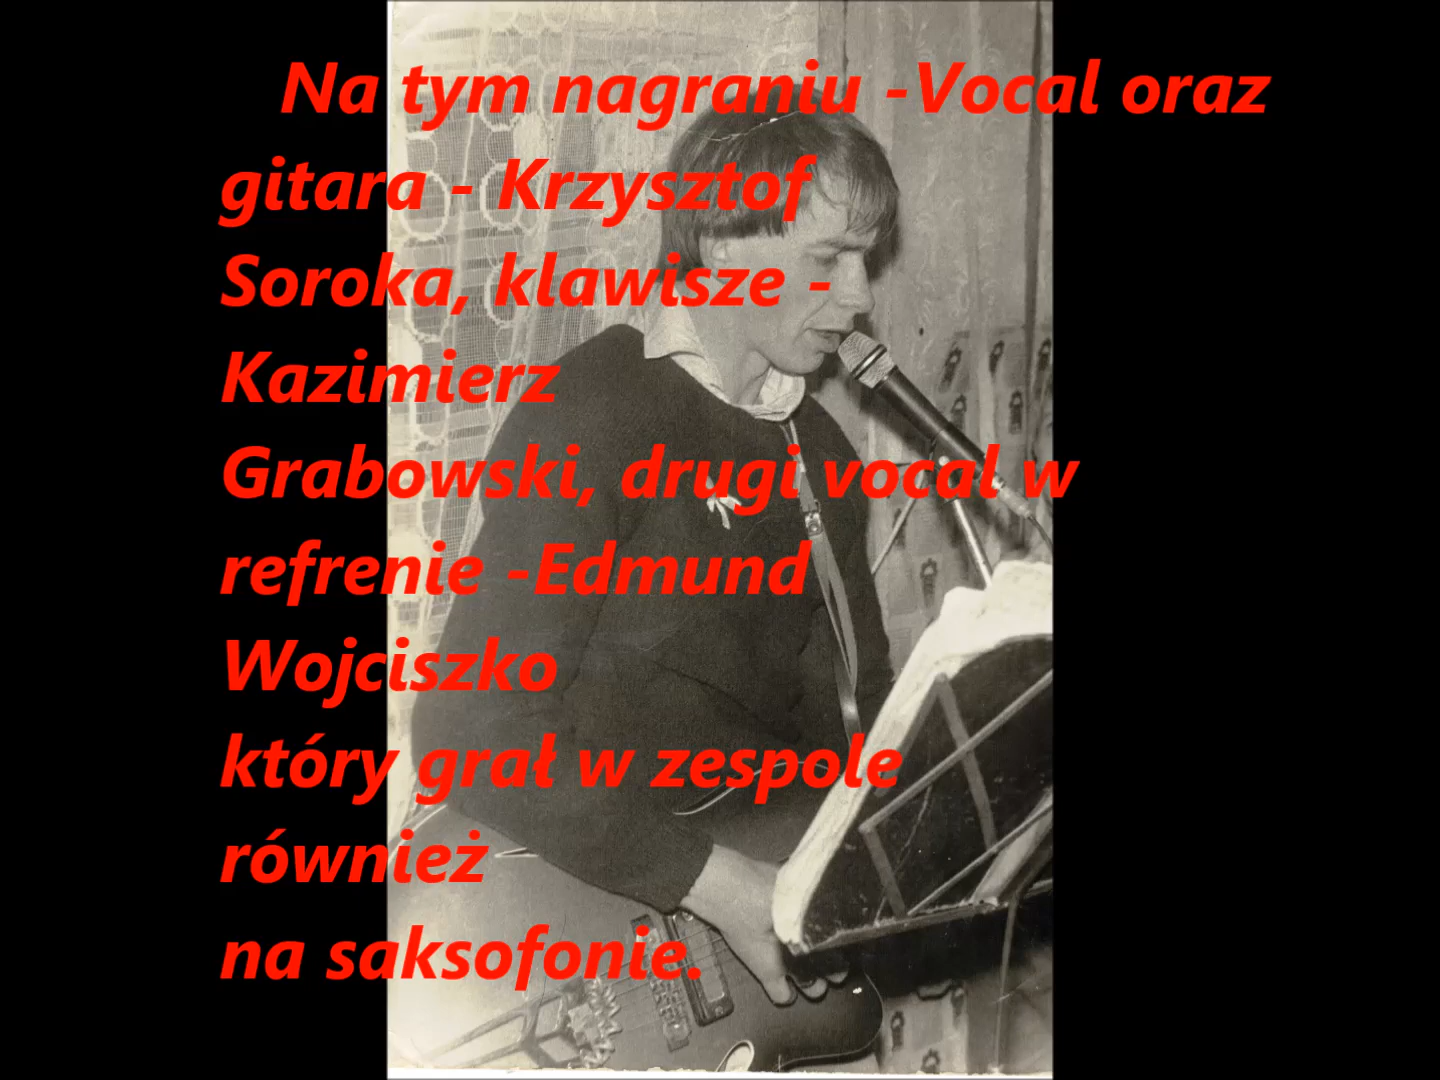 Na tym nagraniu -Vocal oraz
gitara - Krzysztof
Soroka, klawisze -
Kazimierz
Grabowski, drugi vocal w
refrenie -Edmund
Wojciszko
który grał w zespole
również
na saksofonie.